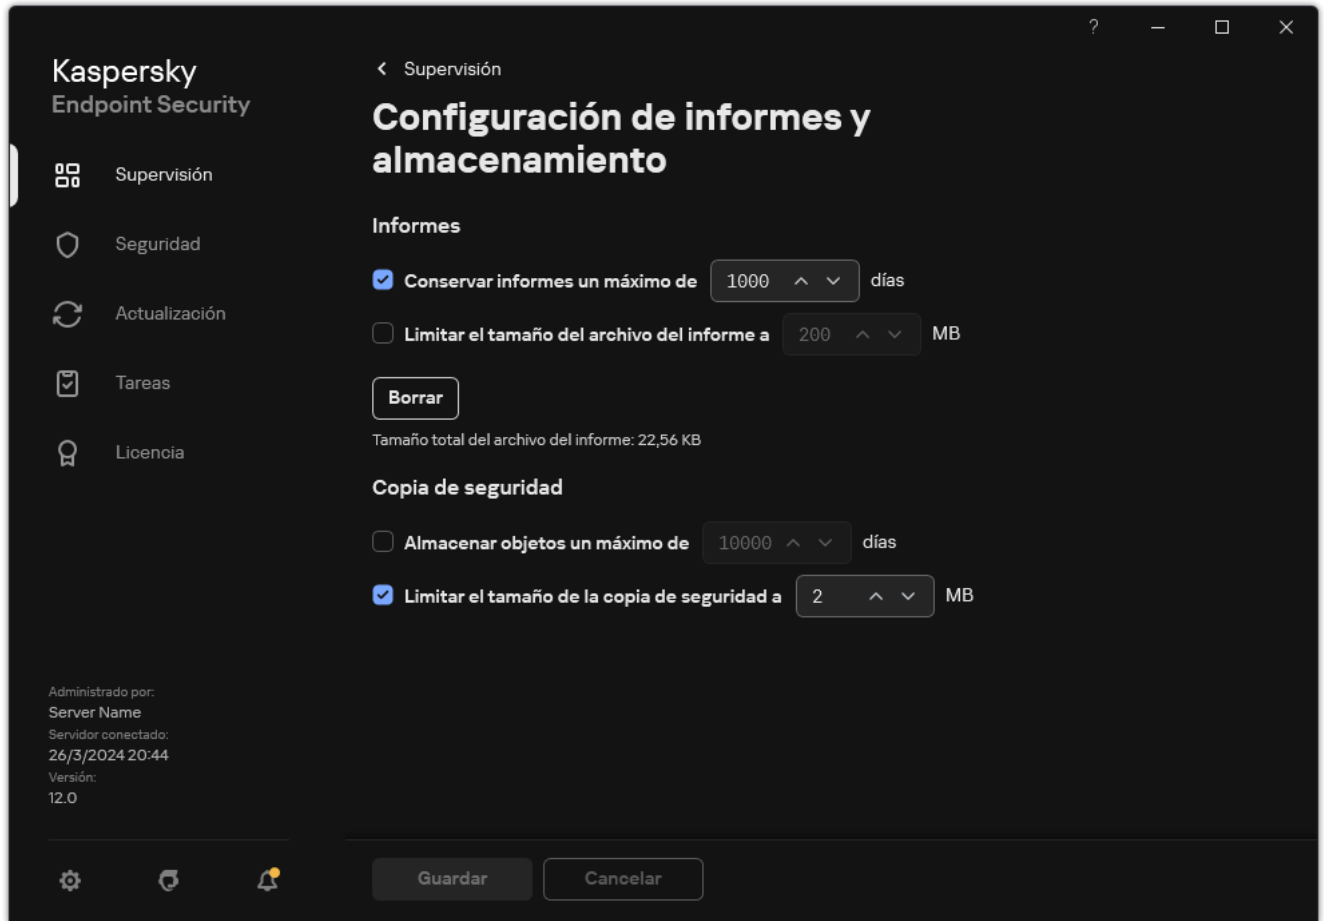 ?
Kaspersky
Endpoint Security
Supervisión
Seguridad
Actualización
Tareas
Licencia
Administrado por:
Server Name
Servidor conectado:
26/3/2024 20:44
Versión:
12.0
Supervisión
Configuración de informes y
almacenamiento
Informes
Conservar informes un máximo de 1000 días
Limitar el tamaño del archivo del informe a 200 MB
Borrar
Tamaño total del archivo del informe: 22,56 KB
Copia de seguridad
Almacenar objetos un máximo de 10000 días
Limitar el tamaño de la copia de seguridad a 2 MB
Guardar Cancelar